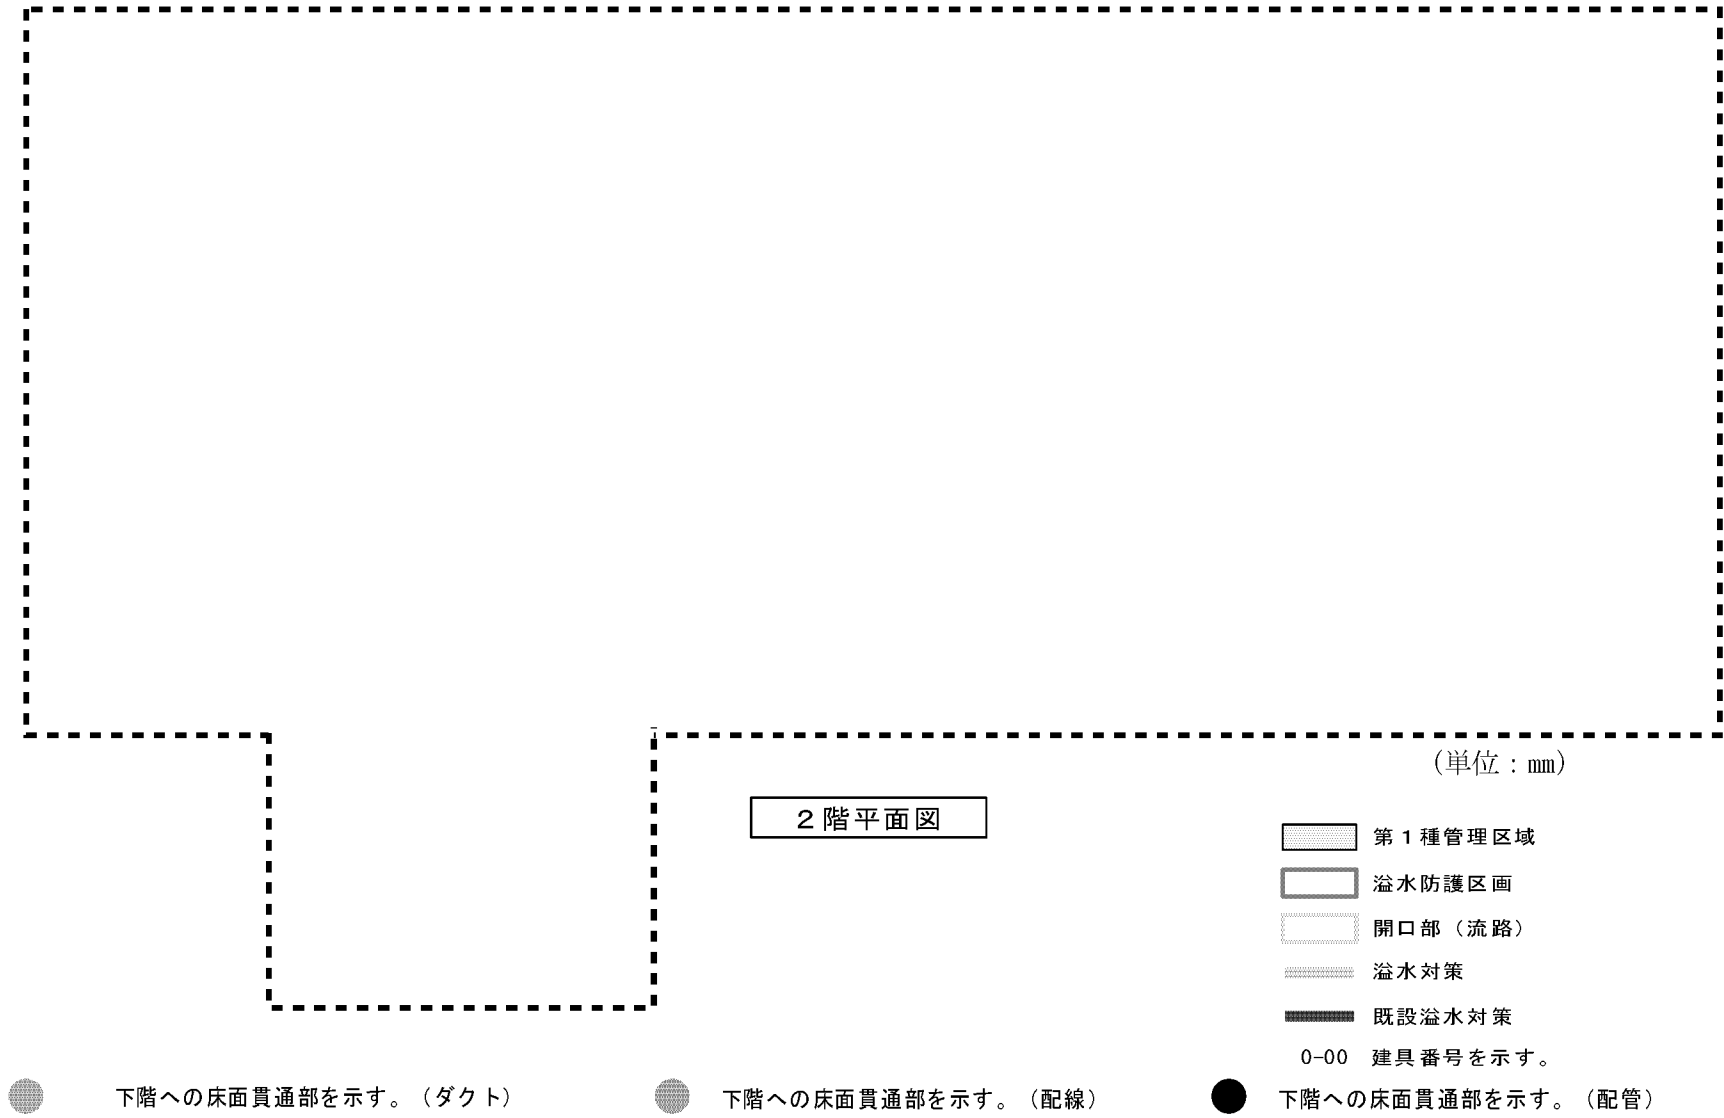 （単位：mm）
２階平面図
第１種管理区域
溢水防護区画
開口部（流路）
溢水対策
既設溢水対策
0-00 建具番号を示す。
下階への床面貫通部を示す。（ダクト）
下階への床面貫通部を示す。（配線）
下階への床面貫通部を示す。（配管）